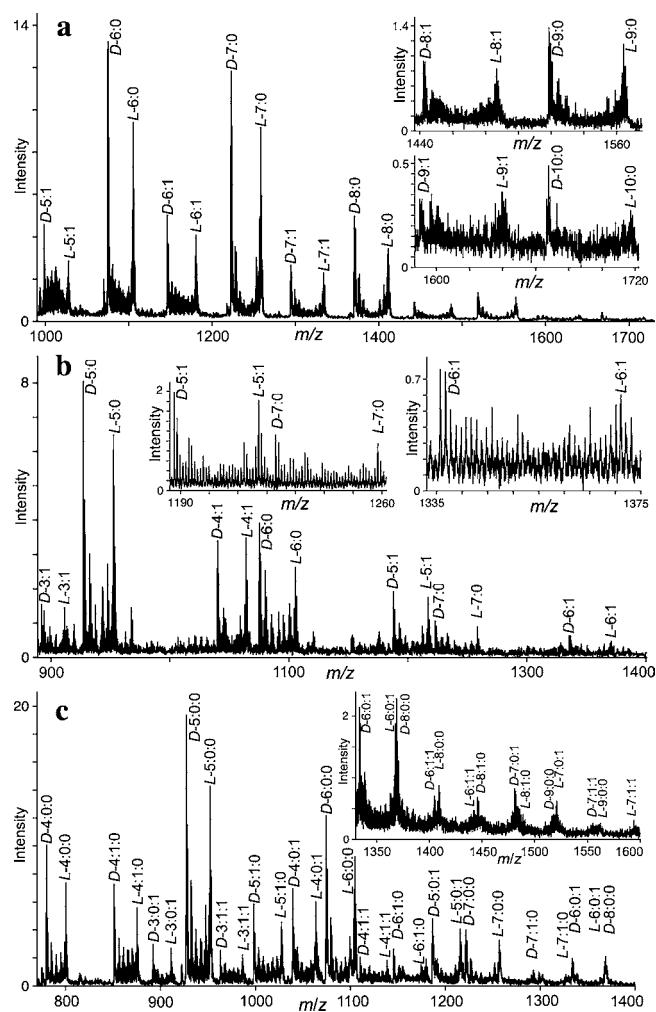 a
14
Intensity
0
D-5:1
L-5:1
D-6:0
L-6:0
D-6:1
L-6:1
D-7:0
L-7:0
D-7:1
L-7:1
D-8:0
L-8:0
1000 1200 1400 1600
m/z
1.4
Intensity
0
D-8:1
L-8:1
D-9:0
L-9:0
1440 1560
m/z
0.5
Intensity
0
D-9:1
L-9:1
D-10:0
L-10:0
1600 1720
m/z
b
8
Intensity
0
D-3:1
L-3:1
D-5:0
L-5:0
D-4:1
L-4:1
D-6:0
L-6:0
D-5:1
L-5:1
D-7:0
L-7:0
D-6:1
L-6:1
900 1100 1300 1400
m/z
2
Intensity
0
D-5:1
L-5:1
D-7:0
L-7:0
1190 1260
m/z
0.7
Intensity
0
D-6:1
L-6:1
1335 1375
m/z
c
20
Intensity
0
D-4:0:0
L-4:0:0
D-4:1:0
L-4:1:0
D-3:0:1
L-3:0:1
D-5:0:0
L-5:0:0
D-3:1:1
L-3:1:1
D-5:1:0
L-5:1:0
D-4:0:1
L-4:0:1
D-6:0:0
L-6:0:0
D-4:1:1
L-4:1:1
D-6:1:0
L-6:1:0
D-5:0:1
L-5:0:1
D-7:0:0
L-7:0:0
D-7:1:0
L-7:1:0
D-6:0:1
L-6:0:1
D-8:0:0
800 900 1000 1100 1200 1300 1400
m/z
2
Intensity
0
D-6:0:1
L-6:0:1
D-8:0:0
D-6:1:1
L-8:0:0
L-6:1:1
D-8:1:0
D-7:0:1
L-8:1:0
D-9:0:0
L-7:0:1
D-7:1:1
L-9:0:0
L-7:1:1
1350 1400 1450 1500 1550 1600
m/z